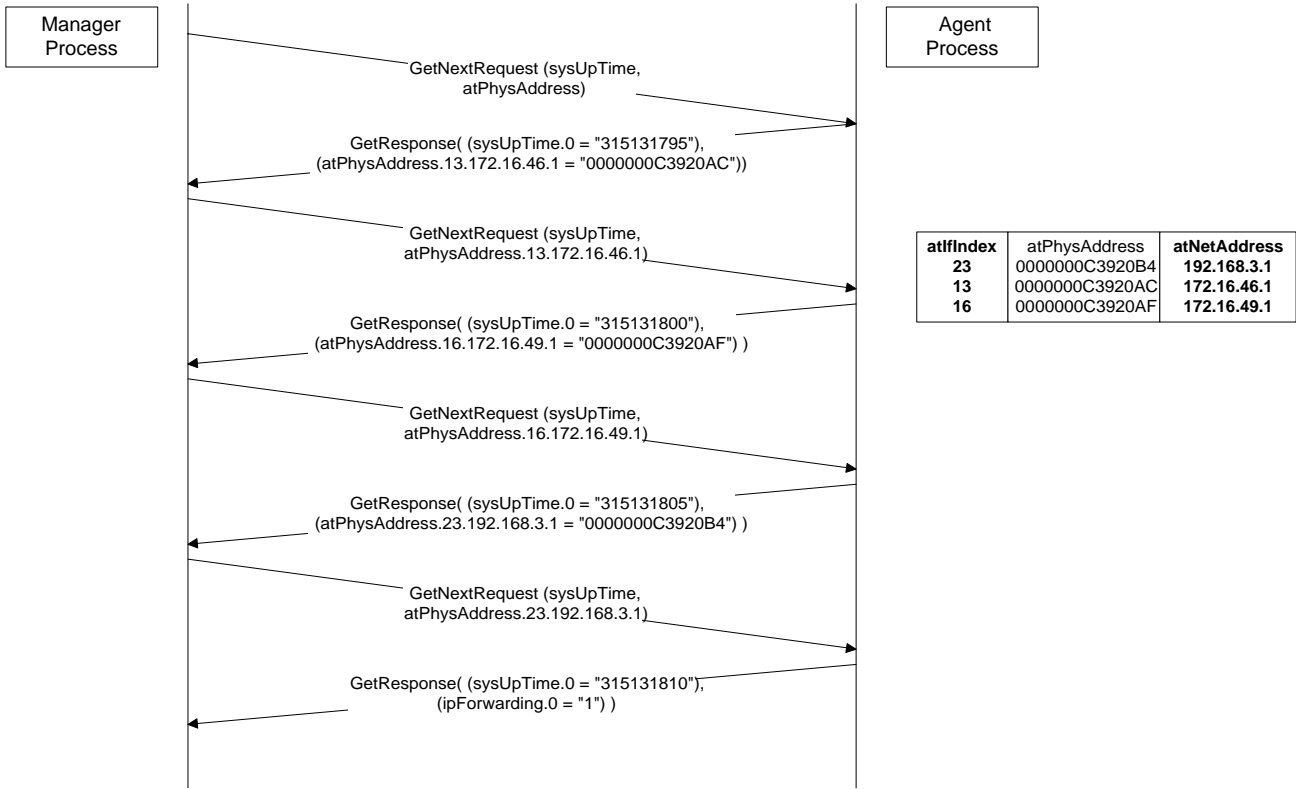 Manager
Process
Agent
Process
GetNextRequest (sysUpTime,
atPhysAddress)
GetResponse( (sysUpTime.0 = "315131795"),
(atPhysAddress.13.172.16.46.1 = "0000000C3920AC"))
GetNextRequest (sysUpTime,
atPhysAddress.13.172.16.46.1)
GetResponse( (sysUpTime.0 = "315131800"),
(atPhysAddress.16.172.16.49.1 = "0000000C3920AF") )
GetNextRequest (sysUpTime,
atPhysAddress.16.172.16.49.1)
GetResponse( (sysUpTime.0 = "315131805"),
(atPhysAddress.23.192.168.3.1 = "0000000C3920B4") )
GetNextRequest (sysUpTime,
atPhysAddress.23.192.168.3.1)
GetResponse( (sysUpTime.0 = "315131810"),
(ipForwarding.0 = "1") )
atIfIndex atPhysAddress atNetAddress
23 0000000C3920B4 192.168.3.1
13 0000000C3920AC 172.16.46.1
16 0000000C3920AF 172.16.49.1